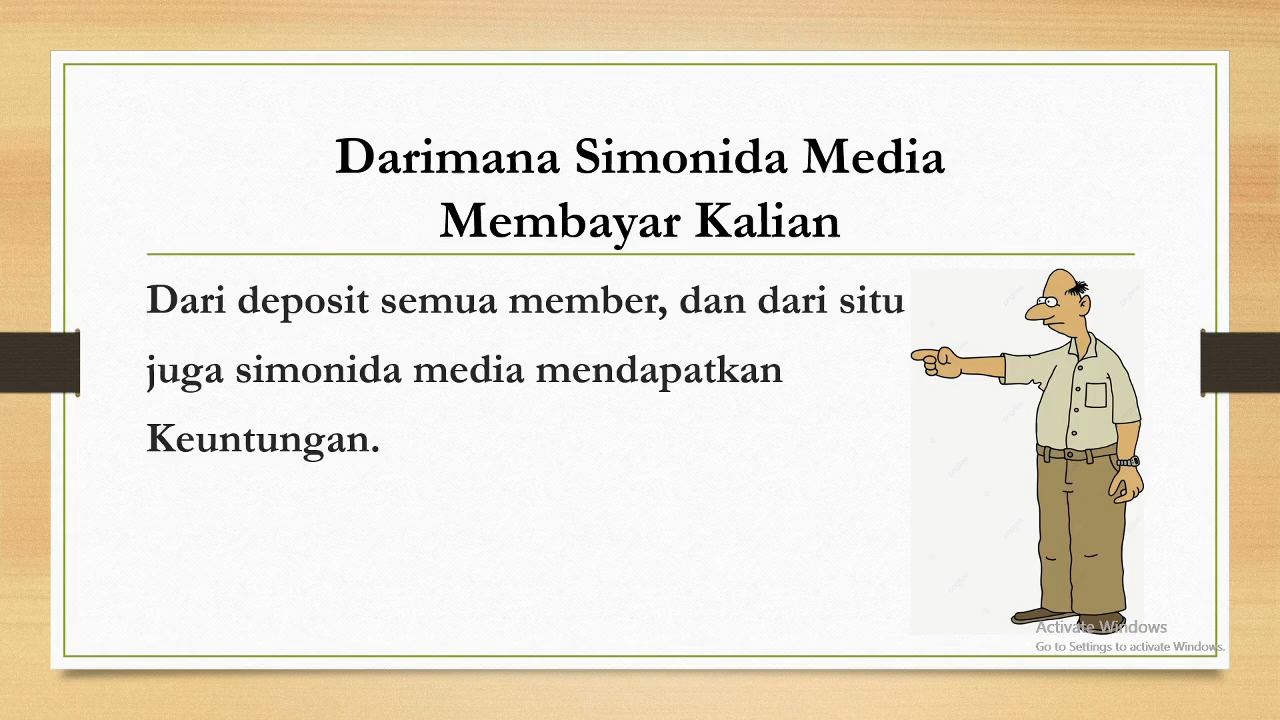 Darimana Simonida Media
Membayar Kalian
Dari deposit semua member, dan dari situ
juga simonida media mendapatkan
Keuntungan.
Activate Windows
Go to Settings to activate Windows.